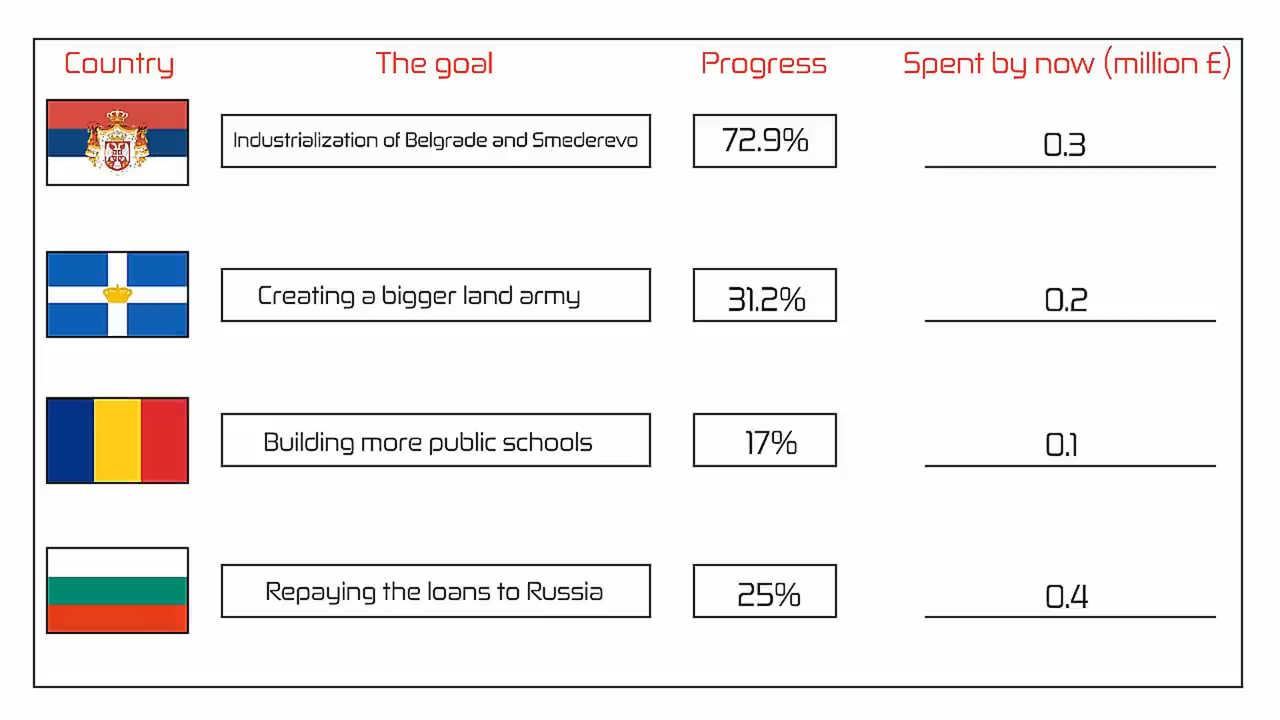 Country The goal Progress Spent by now (million £)
Industrialization of Belgrade and Smederevo 72.9% 0.3
Creating a bigger land army 31.2% 0.2
Building more public schools 17% 0.1
Repaying the loans to Russia 25% 0.4